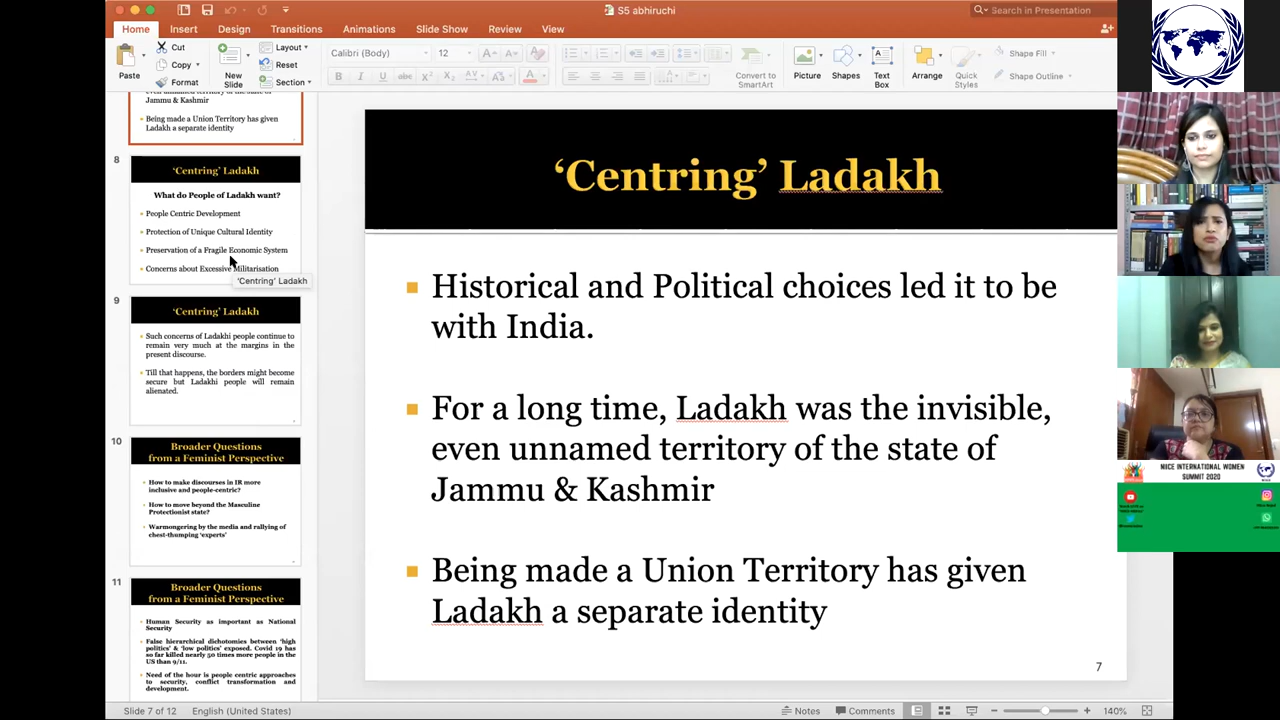 S5 abhiruchi
Search in Presentation
Home
Insert
Design
Transitions
Animations
Slide Show
Review
View
Paste
Cut
Copy
Format
New
Slide
Layout
Reset
Section
Calibri (Body)
12
Convert to
SmartArt
Picture
Shapes
Text
Box
Arrange
Quick
Styles
Shape Fill
Shape Outline
even unnamed territory of the state of
Jammu & Kashmir
Being made a Union Territory has given
Ladakh a separate identity
8
'Centring' Ladakh
What do People of Ladakh want?
People Centric Development
Protection of Unique Cultural Identity
Preservation of a Fragile Economic System
Concerns about Excessive Militarisation
'Centring' Ladakh
9
'Centring' Ladakh
Such concerns of Ladakhi people continue to
remain very much at the margins in the
present discourse.
Till that happens, the borders might become
secure but Ladakhi people will remain
alienated.
10
Broader Questions
from a Feminist Perspective
How to make discourses in IR more
inclusive and people-centric?
How to move beyond the Masculine
Protectionist state?
Warmongering by the media and rallying of
chest-thumping 'experts'
11
Broader Questions
from a Feminist Perspective
Human Security as important as National
Security
False hierarchical dichotomies between 'high
politics' & 'low politics' exposed. Covid 19 has
so far killed nearly 50 times more people in the
US than 9/11.
Need of the hour is people centric approaches
to security, conflict transformation and
development.
‘Centring’ Ladakh
Historical and Political choices led it to be
with India.
For a long time, Ladakh was the invisible,
even unnamed territory of the state of
Jammu & Kashmir
Being made a Union Territory has given
Ladakh a separate identity
7
NIICE INTERNATIONAL WOMEN
SUMMIT 2020
Slide 7 of 12
English (United States)
Notes
Comments
140%